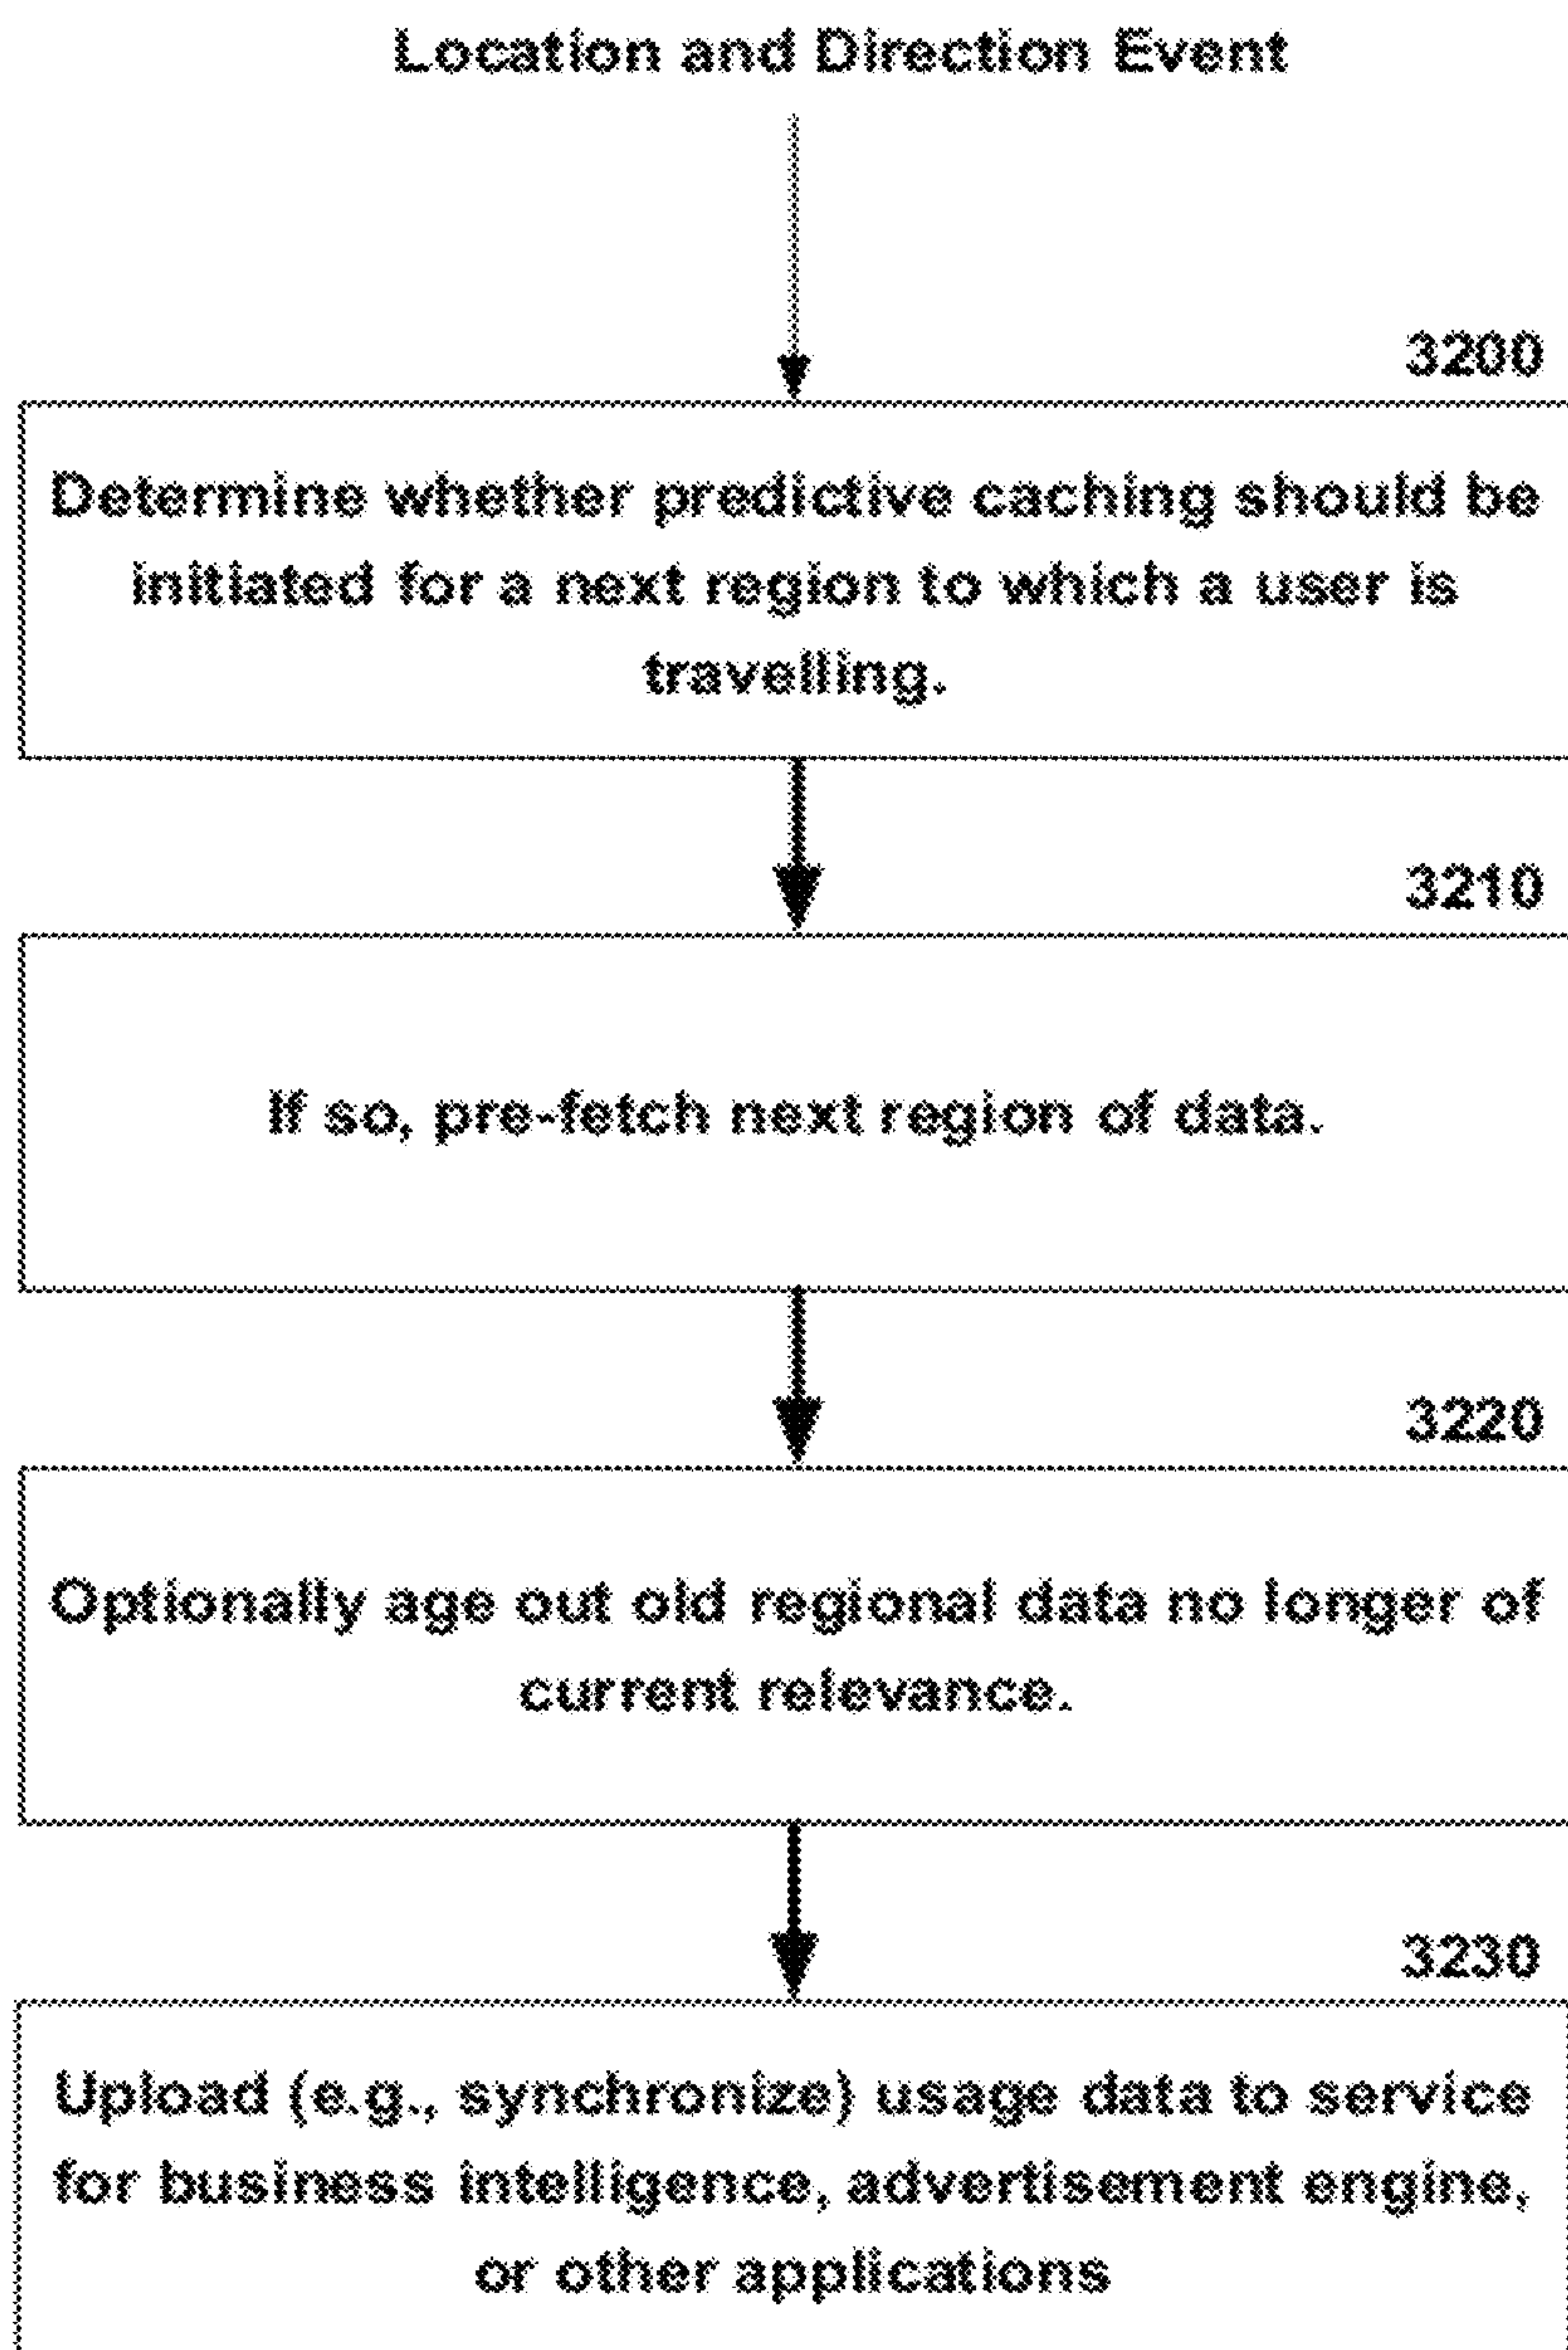 Location and Direction Event
3200
Determine whether predictive caching should be
initiated for a next region to which a user is
travelling.
3210
If so, pre-fetch next region of data.
3220
Optionally age out old regional data no longer of
current relevance.
3230
Upload (e.g., synchronize) usage data to service
for business intelligence, advertisement engine,
or other applications